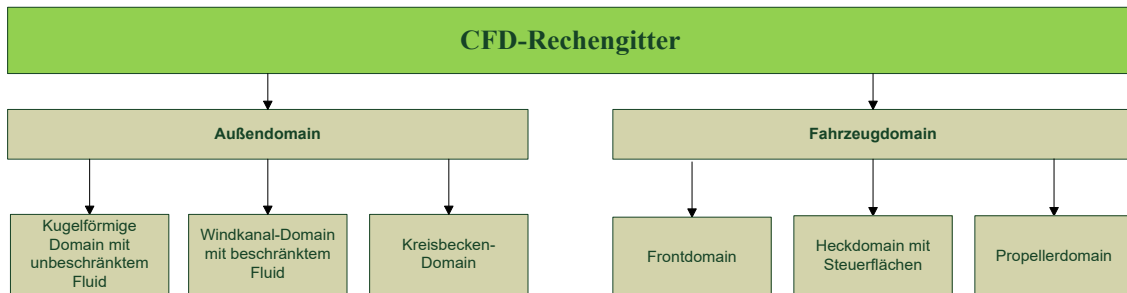 CFD-Rechengitter
Außendomain
Fahrzeugdomain
Kugelförmige
Domain mit
unbeschränktem
Fluid
Windkanal-Domain
mit beschränktem
Fluid
Kreisbecken-
Domain
Frontdomain
Heckdomain mit
Steuerflächen
Propellerdomain